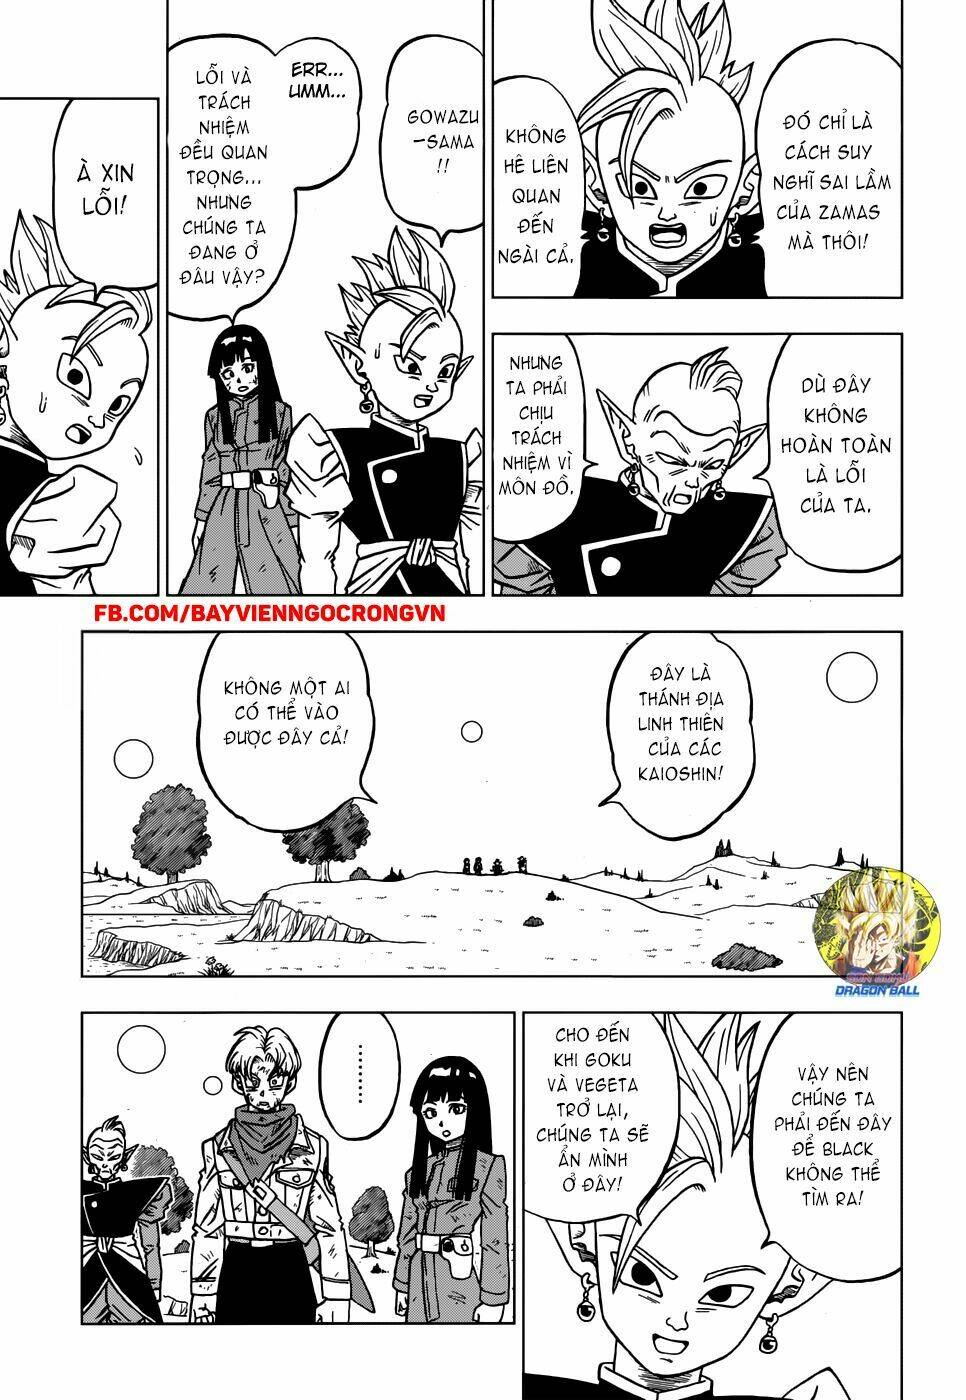 ĐÓ CHỈ LÀ
CÁCH SUY
NGHĨ SAI LẦM
CỦA ZAMAS
MÀ THÔI!
KHÔNG
HỀ LIÊN
QUAN ĐẾN
NGÀI CẢ.
DÙ ĐÂY
KHÔNG
HOÀN TOÀN
LÀ LỖI
CỦA TA.
NHƯNG
TA PHẢI
CHỊU
TRÁCH
NHIỆM VÌ
MÔN ĐỒ.
GOWAZU
-SAMA
!!
ERR...
UMM...
LỖI VÀ
TRÁCH
NHIỆM
ĐỀU QUAN
TRỌNG...
NHƯNG
CHÚNG TA
ĐANG Ở
ĐÂU VẬY?
À XIN
LỖI!
FB.COM/BAYVIENNGOCRONGVN
ĐÂY LÀ
THÁNH ĐỊA
LINH THIÊN
CỦA CÁC
KAIOSHIN!
KHÔNG MỘT AI
CÓ THỂ VÀO
ĐƯỢC ĐÂY CẢ!
SON GOKU
DRAGON BALL
VẬY NÊN
CHÚNG TA
PHẢI ĐẾN ĐÂY
ĐỂ BLACK
KHÔNG THỂ
TÌM RA!
CHO ĐẾN
KHI GOKU
VÀ VEGETA
TRỞ LẠI,
CHÚNG TA SẼ
ẨN MÌNH
Ở ĐÂY!
........